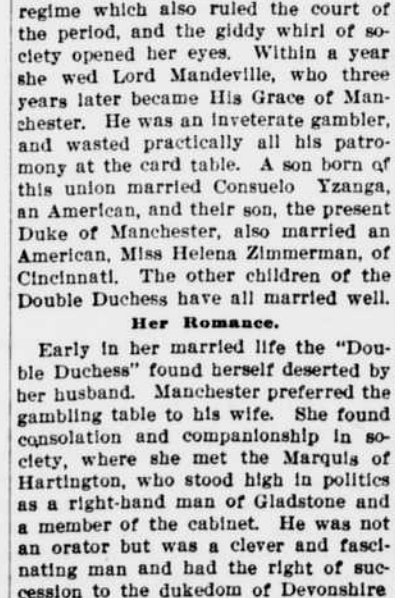 regime which also ruled the court of
the period, and the giddy whirl of so-
ciety opened her eyes. Within a year
she wed Lord Mandeville, who three
years later became His Grace of Man-
chester. He was an inveterate gambler,
and wasted practically all his patro-
mony at the card table. A son born of
this union married Consuelo Yzanga,
an American, and their son, the present
Duke of Manchester, also married an
American, Miss Helena Zimmerman, of
Cincinnati. The other children of the
Double Duchess have all married well.
Her Romance.
Early in her married life the "Dou-
ble Duchess" found herself deserted by
her husband. Manchester preferred the
gambling table to his wife. She found
consolation and companionship in so-
ciety, where she met the Marquis of
Hartington, who stood high in politics
as a right-hand man of Gladstone and
a member of the cabinet. He was not
an orator but was a clever and fasci-
nating man and had the right of suc-
cession to the dukedom of Devonshire